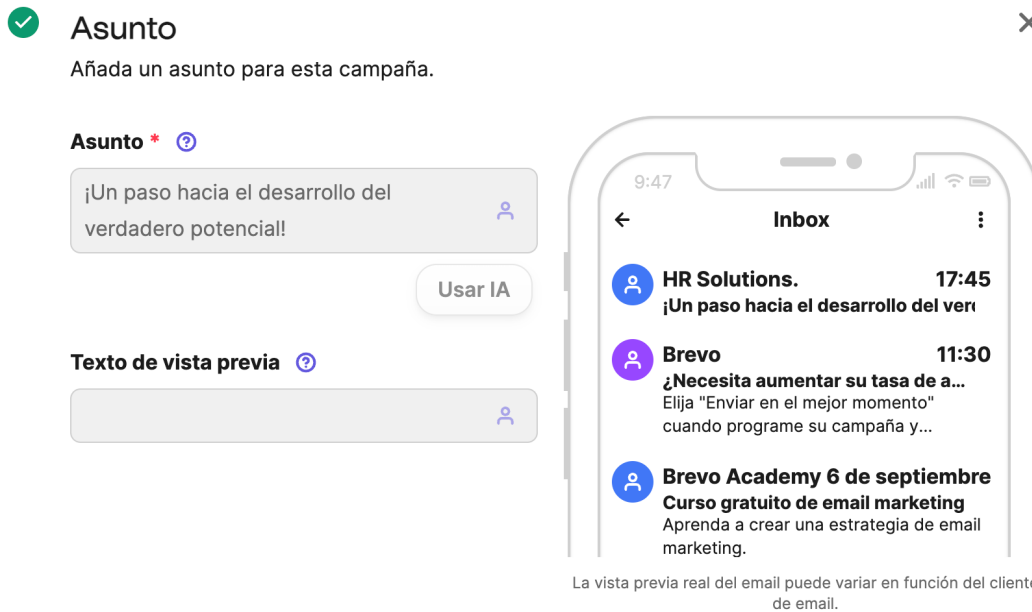 Asunto
Añada un asunto para esta campaña.
Asunto *
¡Un paso hacia el desarrollo del
verdadero potencial!
Usar IA
Texto de vista previa
9:47
Inbox
HR Solutions. 17:45
¡Un paso hacia el desarrollo del ver
Brevo 11:30
¿Necesita aumentar su tasa de a...
Elija "Enviar en el mejor momento"
cuando programe su campaña y...
Brevo Academy 6 de septiembre
Curso gratuito de email marketing
Aprenda a crear una estrategia de email
marketing.
La vista previa real del email puede variar en función del cliente
de email.